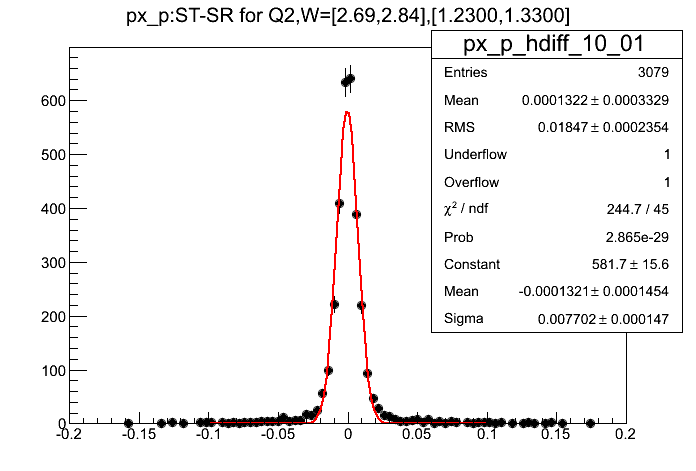 px_p:ST-SR for Q2,W=[2.69,2.84],[1.2300,1.3300]
px_p_hdiff_10_01
Entries 3079
Mean 0.0001322 ± 0.0003329
RMS 0.01847 ± 0.0002354
Underflow 1
Overflow 1
χ² / ndf 244.7 / 45
Prob 2.865e-29
Constant 581.7 ± 15.6
Mean -0.0001321 ± 0.0001454
Sigma 0.007702 ± 0.000147
600
500
400
300
200
100
0
-0.2 -0.15 -0.1 -0.05 0 0.05 0.1 0.15 0.2